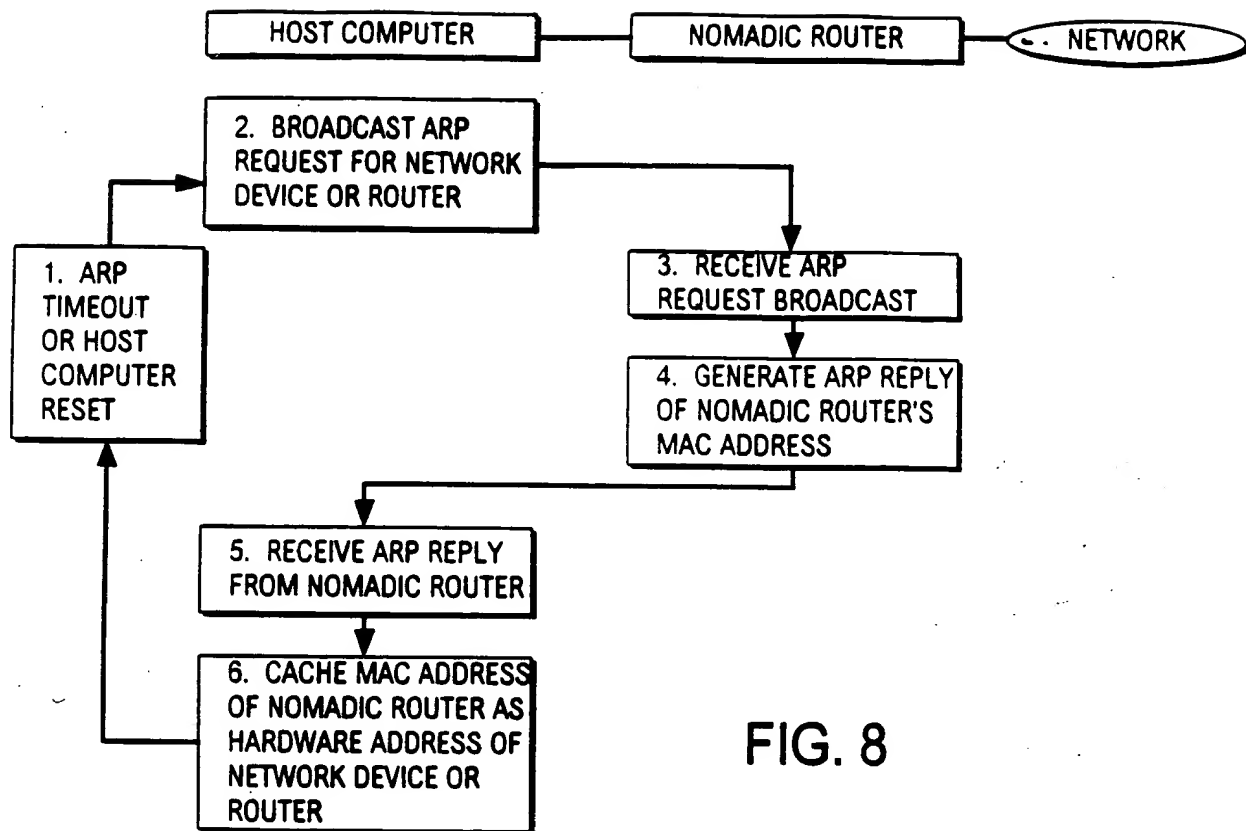 HOST COMPUTER
NOMADIC ROUTER
NETWORK
2. BROADCAST ARP
REQUEST FOR NETWORK
DEVICE OR ROUTER
1. ARP
TIMEOUT
OR HOST
COMPUTER
RESET
3. RECEIVE ARP
REQUEST BROADCAST
4. GENERATE ARP REPLY
OF NOMADIC ROUTER'S
MAC ADDRESS
5. RECEIVE ARP REPLY
FROM NOMADIC ROUTER
6. CACHE MAC ADDRESS
OF NOMADIC ROUTER AS
HARDWARE ADDRESS OF
NETWORK DEVICE OR
ROUTER
FIG. 8